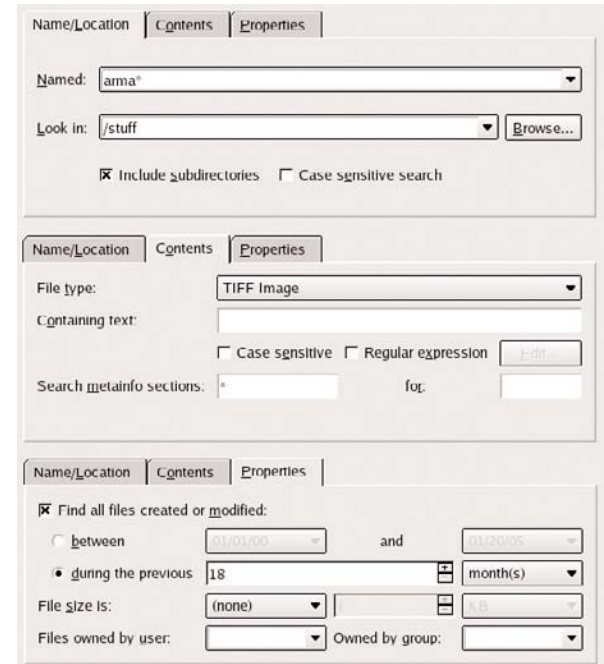 Name/Location Contents Properties
Named: arma*
Look in: /stuff Browse...
Include subdirectories Case sensitive search
Name/Location Contents Properties
File type: TIFF Image
Containing text:
Case sensitive Regular expression Edit...
Search metainfo sections: * for:
Name/Location Contents Properties
Find all files created or modified:
between 01/01/00 and 01/20/05
during the previous 18 month(s)
File size is: (none) 1 KB
Files owned by user: Owned by group: